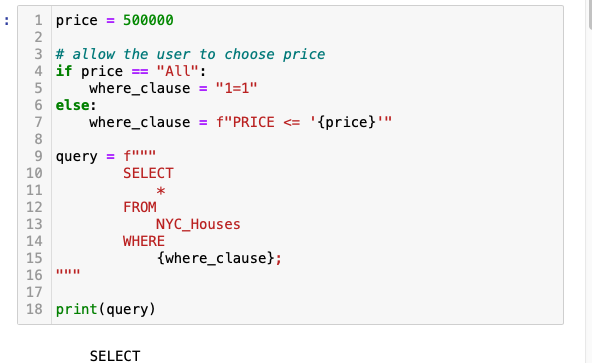 :
1 price = 500000
2
3 # allow the user to choose price
4 if price == "All":
5     where_clause = "1=1"
6 else:
7     where_clause = f"PRICE <= '{price}'"
8
9 query = f"""
10         SELECT
11             *
12         FROM
13             NYC_Houses
14         WHERE
15             {where_clause};
16 """
17
18 print(query)
    SELECT